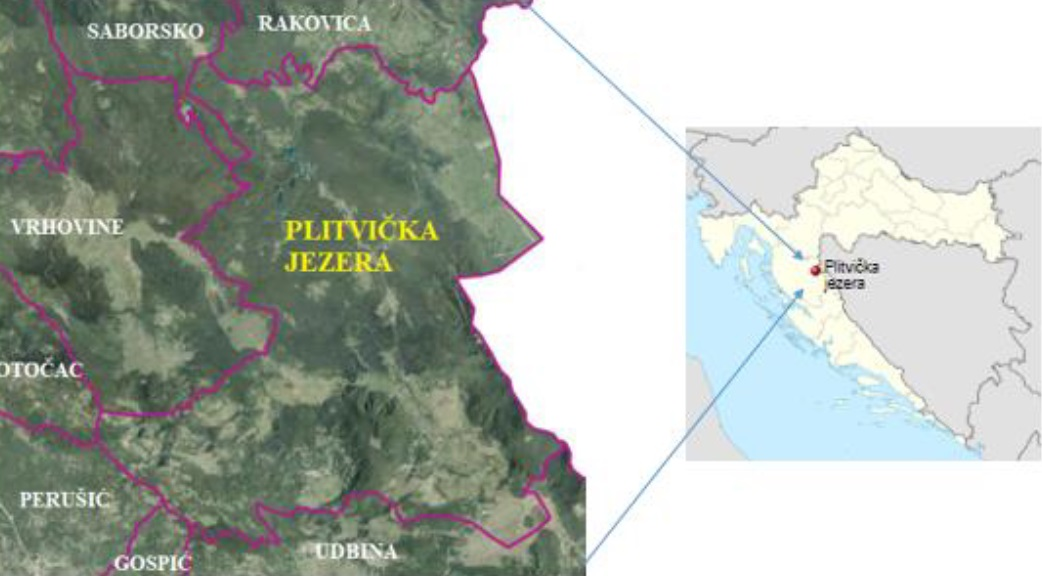 SABORSKO
RAKOVICA
VRHOVINE
PLITVIČKA
JEZERA
Plitvička
jezera
OTOČAC
PERUŠIĆ
UDBINA
GOSPIĆ